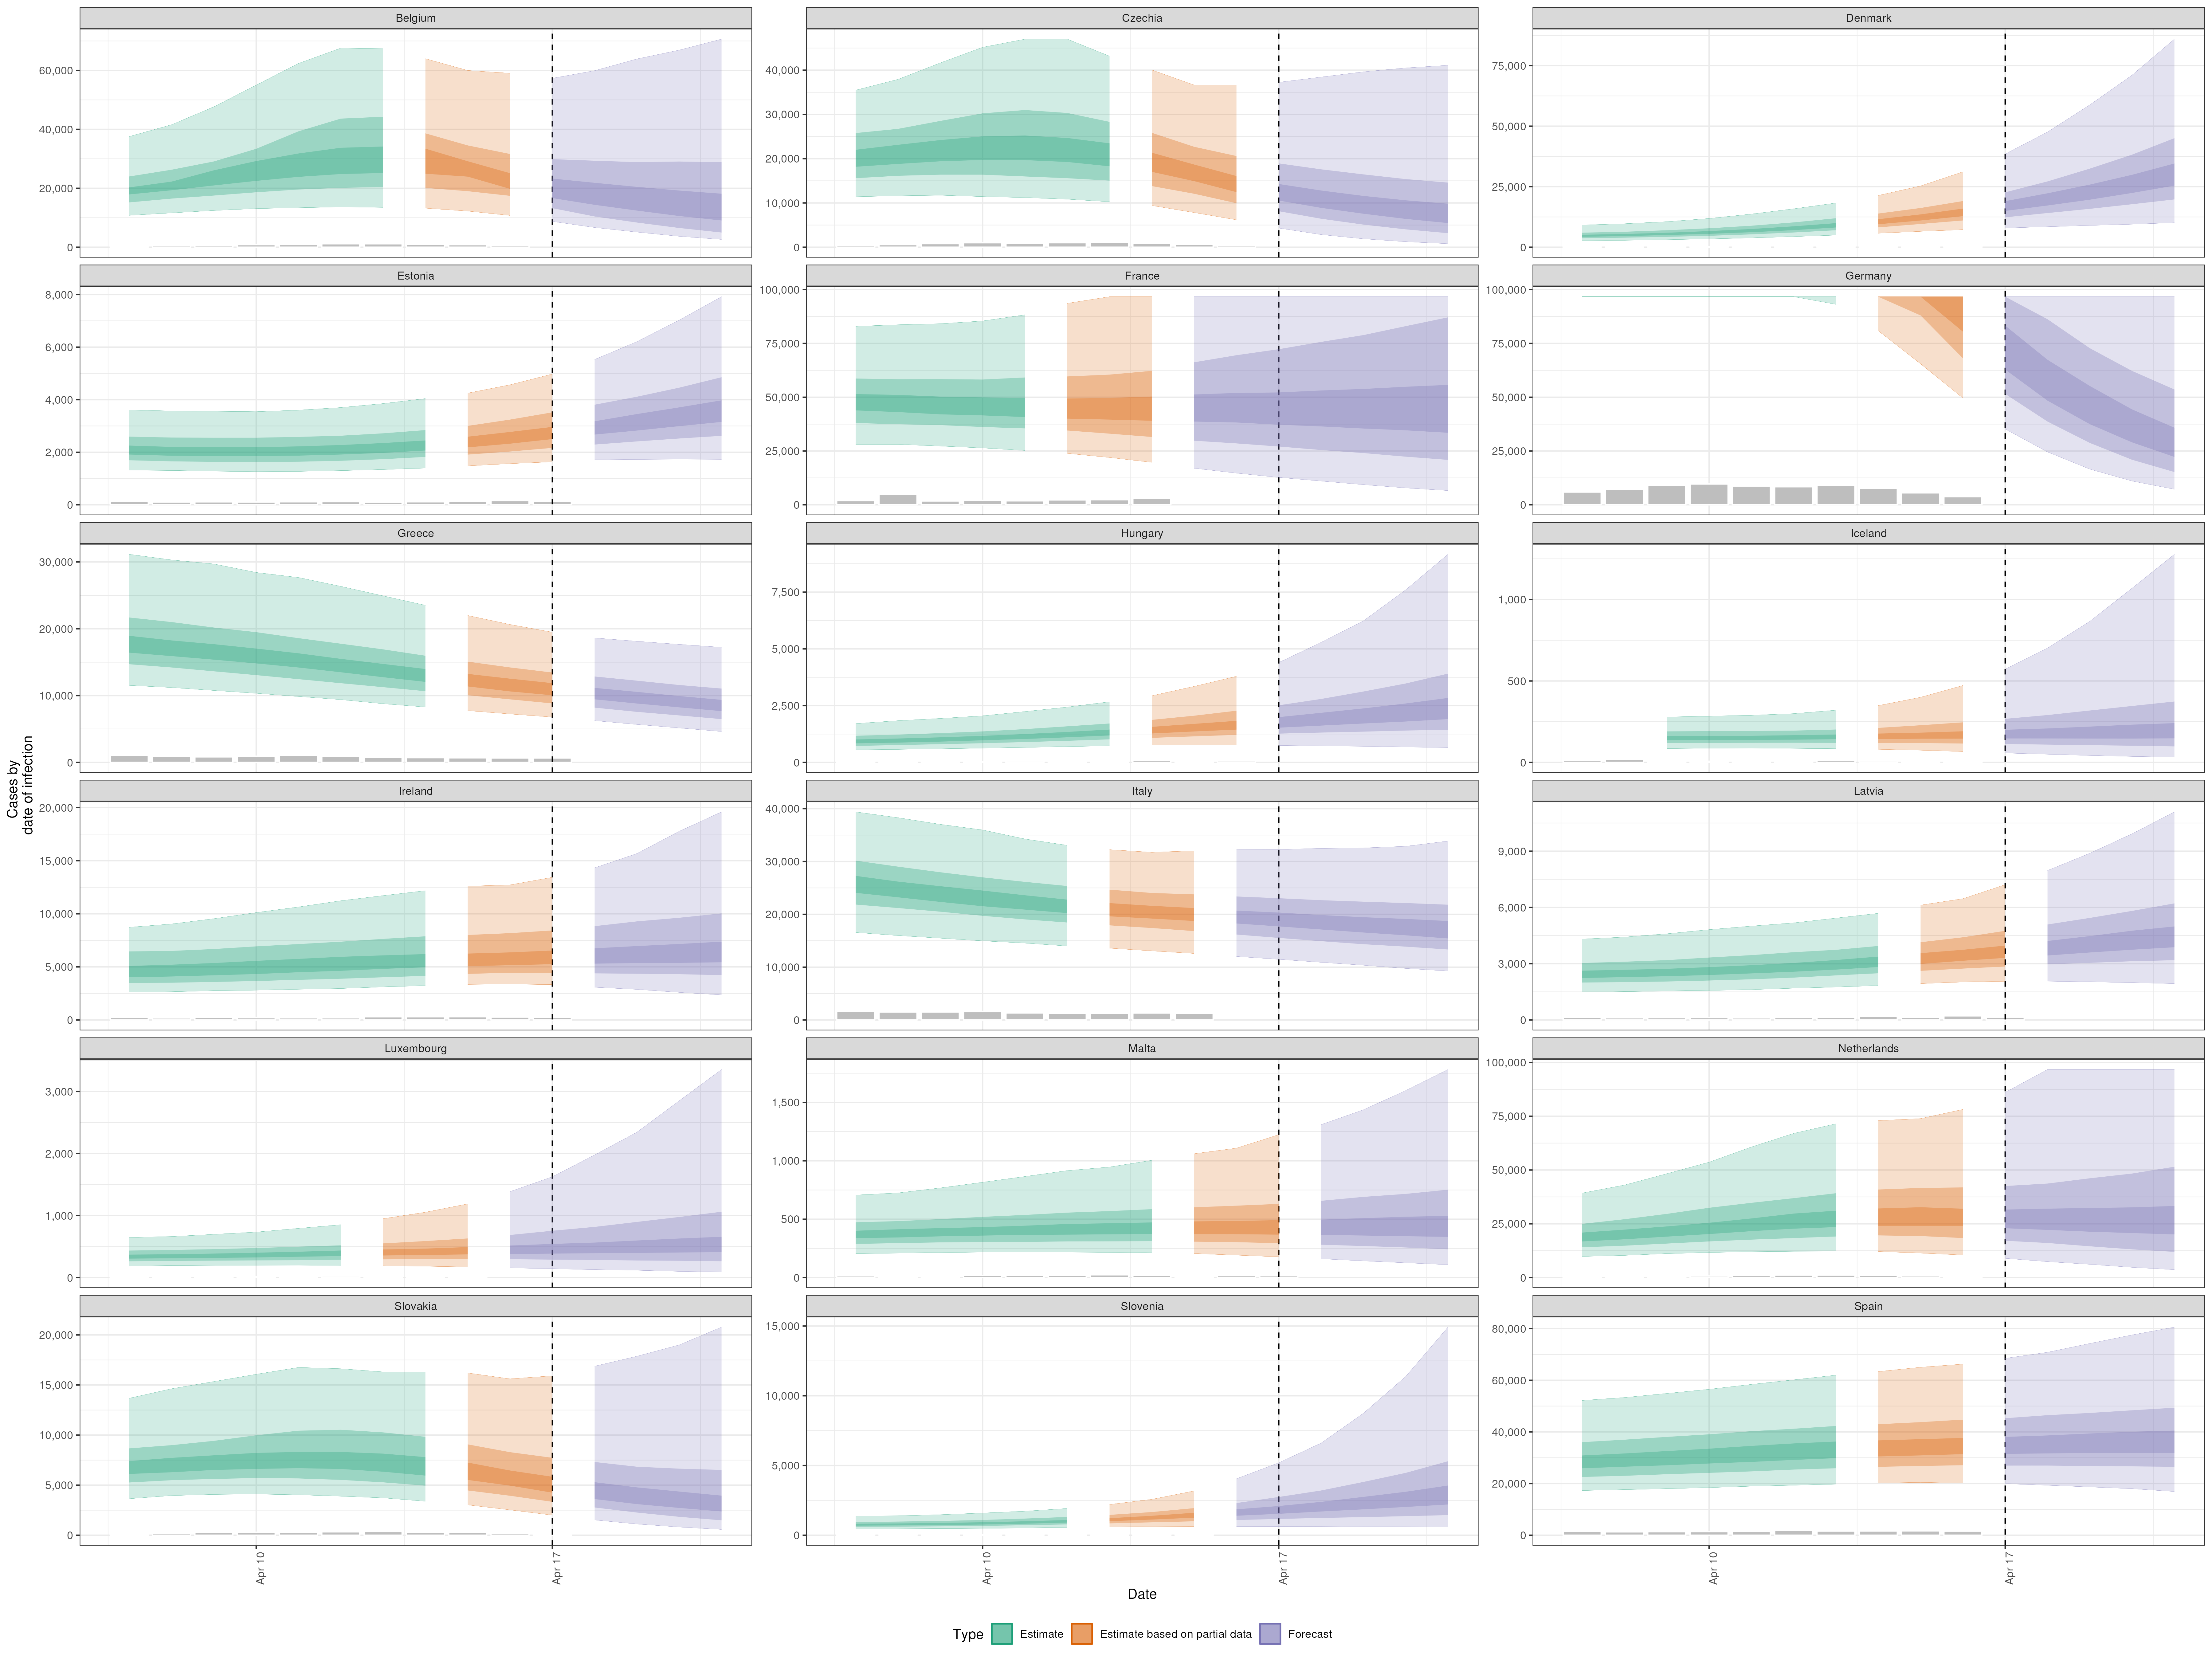 Belgium
Czechia
Denmark
60,000
40,000
20,000
0
40,000
30,000
20,000
10,000
0
75,000
50,000
25,000
0
Estonia
France
Germany
8,000
6,000
4,000
2,000
0
100,000
75,000
50,000
25,000
0
100,000
75,000
50,000
25,000
0
Greece
Hungary
Iceland
30,000
20,000
10,000
0
7,500
5,000
2,500
0
1,000
500
0
Cases by
date of infection
Ireland
Italy
Latvia
20,000
15,000
10,000
5,000
0
40,000
30,000
20,000
10,000
0
9,000
6,000
3,000
0
Luxembourg
Malta
Netherlands
3,000
2,000
1,000
0
1,500
1,000
500
0
100,000
75,000
50,000
25,000
0
Slovakia
Slovenia
Spain
20,000
15,000
10,000
5,000
0
15,000
10,000
5,000
0
80,000
60,000
40,000
20,000
0
Apr 10
Apr 17
Apr 10
Apr 17
Apr 10
Apr 17
Date
Type
Estimate
Estimate based on partial data
Forecast